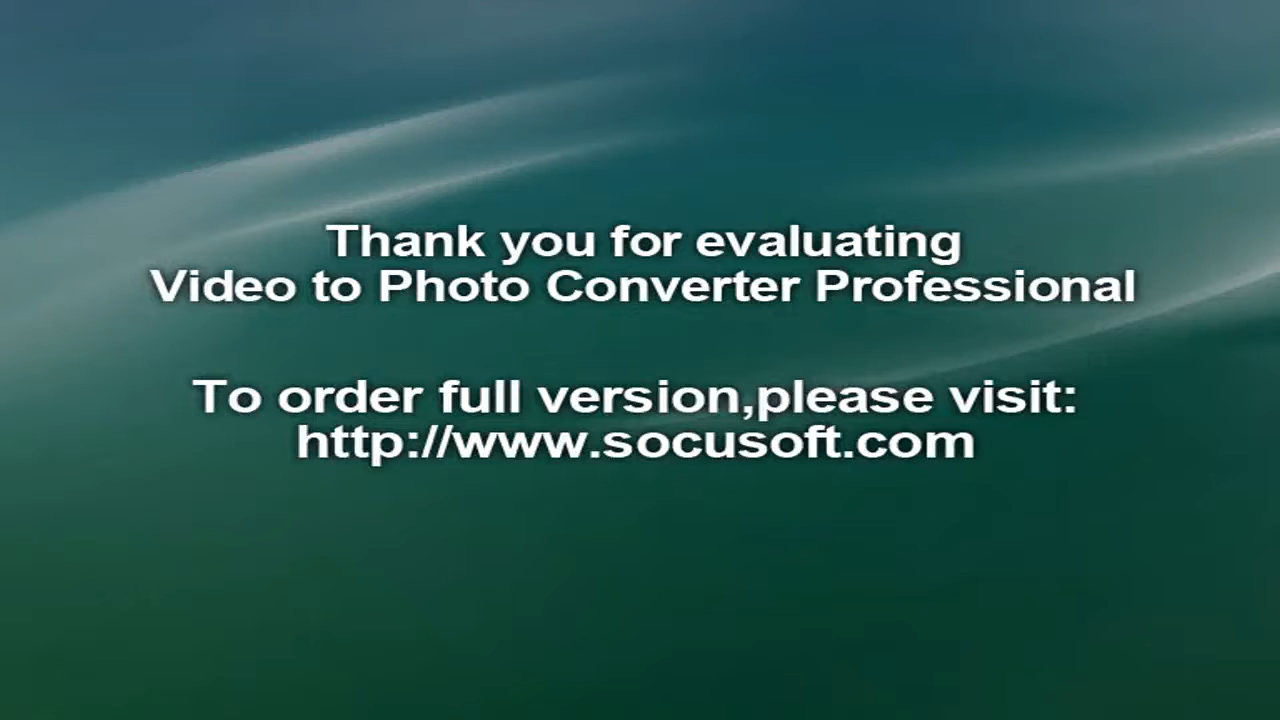 Thank you for evaluating
Video to Photo Converter Professional
To order full version,please visit:
http://www.socusoft.com